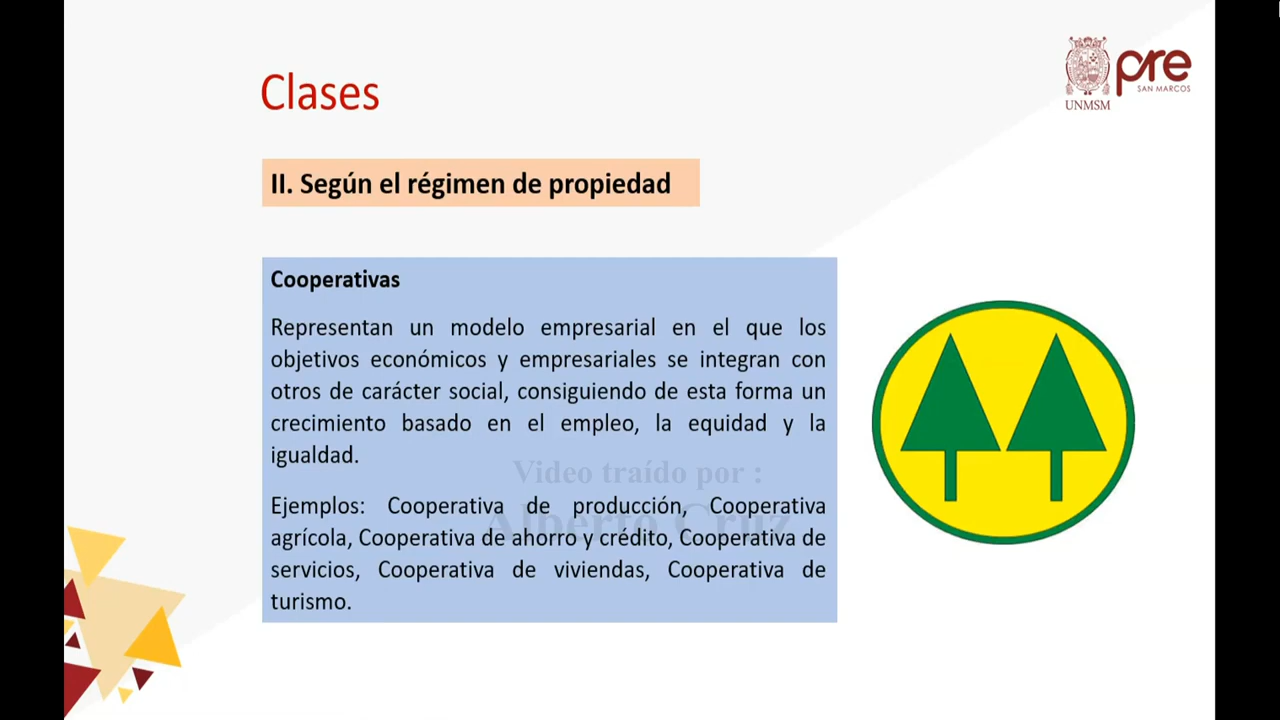 Clases
pre
SAN MARCOS
UNMSM
II. Según el régimen de propiedad
Cooperativas
Representan un modelo empresarial en el que los
objetivos económicos y empresariales se integran con
otros de carácter social, consiguiendo de esta forma un
crecimiento basado en el empleo, la equidad y la
igualdad.
Video traído por :
Alberto Cruz
Ejemplos: Cooperativa de producción, Cooperativa
agrícola, Cooperativa de ahorro y crédito, Cooperativa de
servicios, Cooperativa de viviendas, Cooperativa de
turismo.